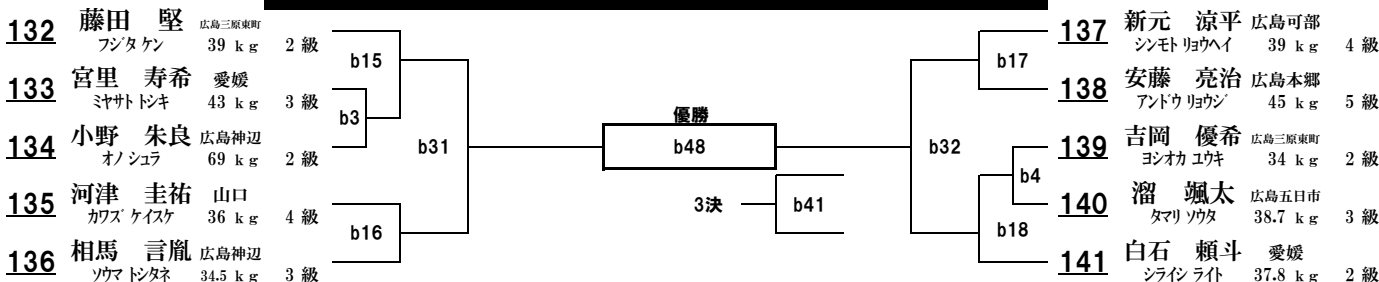 132 藤田 堅 広島三原東町
フジタ ケン 39 kg 2 級
133 宮里 寿希 愛媛
ミヤサト トシキ 43 kg 3 級
134 小野 朱良 広島神辺
オノ シュラ 69 kg 2 級
135 河津 圭祐 山口
カワズ ケイスケ 36 kg 4 級
136 相馬 言胤 広島神辺
ソウマ トシタネ 34.5 kg 3 級
b15
b3
b31
b16
優勝
b48
3決
b41
b17
b32
b4
b18
137 新元 涼平 広島可部
シンモト リョウヘイ 39 kg 4 級
138 安藤 亮治 広島本郷
アンドウ リョウジ 45 kg 5 級
139 吉岡 優希 広島三原東町
ヨシオカ ユウキ 34 kg 2 級
140 溜 颯太 広島五日市
タマリ ソウタ 38.7 kg 3 級
141 白石 頼斗 愛媛
シライシ ライト 37.8 kg 2 級